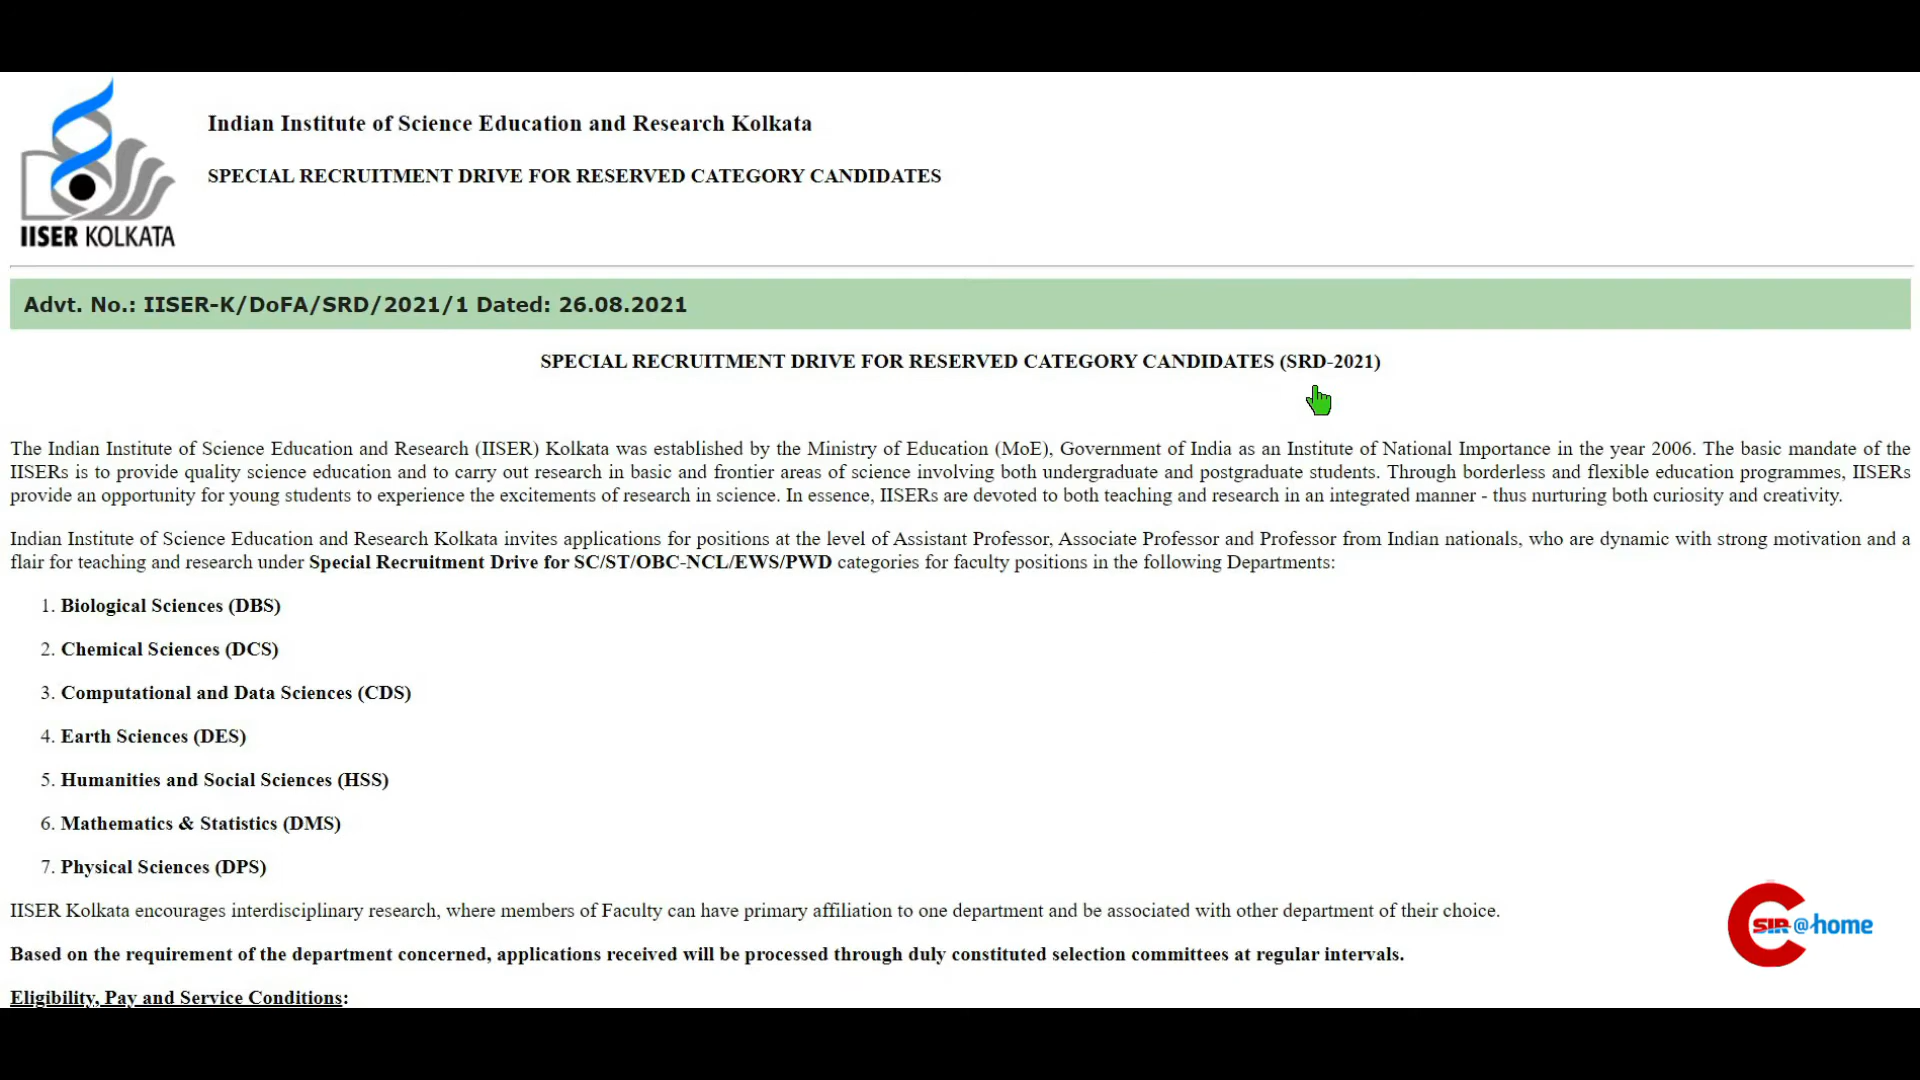 Indian Institute of Science Education and Research Kolkata
SPECIAL RECRUITMENT DRIVE FOR RESERVED CATEGORY CANDIDATES
IISER KOLKATA
Advt. No.: IISER-K/DoFA/SRD/2021/1 Dated: 26.08.2021
SPECIAL RECRUITMENT DRIVE FOR RESERVED CATEGORY CANDIDATES (SRD-2021)
The Indian Institute of Science Education and Research (IISER) Kolkata was established by the Ministry of Education (MoE), Government of India as an Institute of National Importance in the year 2006. The basic mandate of the
IISERs is to provide quality science education and to carry out research in basic and frontier areas of science involving both undergraduate and postgraduate students. Through borderless and flexible education programmes, IISERs
provide an opportunity for young students to experience the excitements of research in science. In essence, IISERs are devoted to both teaching and research in an integrated manner - thus nurturing both curiosity and creativity.
Indian Institute of Science Education and Research Kolkata invites applications for positions at the level of Assistant Professor, Associate Professor and Professor from Indian nationals, who are dynamic with strong motivation and a
flair for teaching and research under Special Recruitment Drive for SC/ST/OBC-NCL/EWS/PWD categories for faculty positions in the following Departments:
1. Biological Sciences (DBS)
2. Chemical Sciences (DCS)
3. Computational and Data Sciences (CDS)
4. Earth Sciences (DES)
5. Humanities and Social Sciences (HSS)
6. Mathematics & Statistics (DMS)
7. Physical Sciences (DPS)
IISER Kolkata encourages interdisciplinary research, where members of Faculty can have primary affiliation to one department and be associated with other department of their choice.
CSIR@home
Based on the requirement of the department concerned, applications received will be processed through duly constituted selection committees at regular intervals.
Eligibility, Pay and Service Conditions: